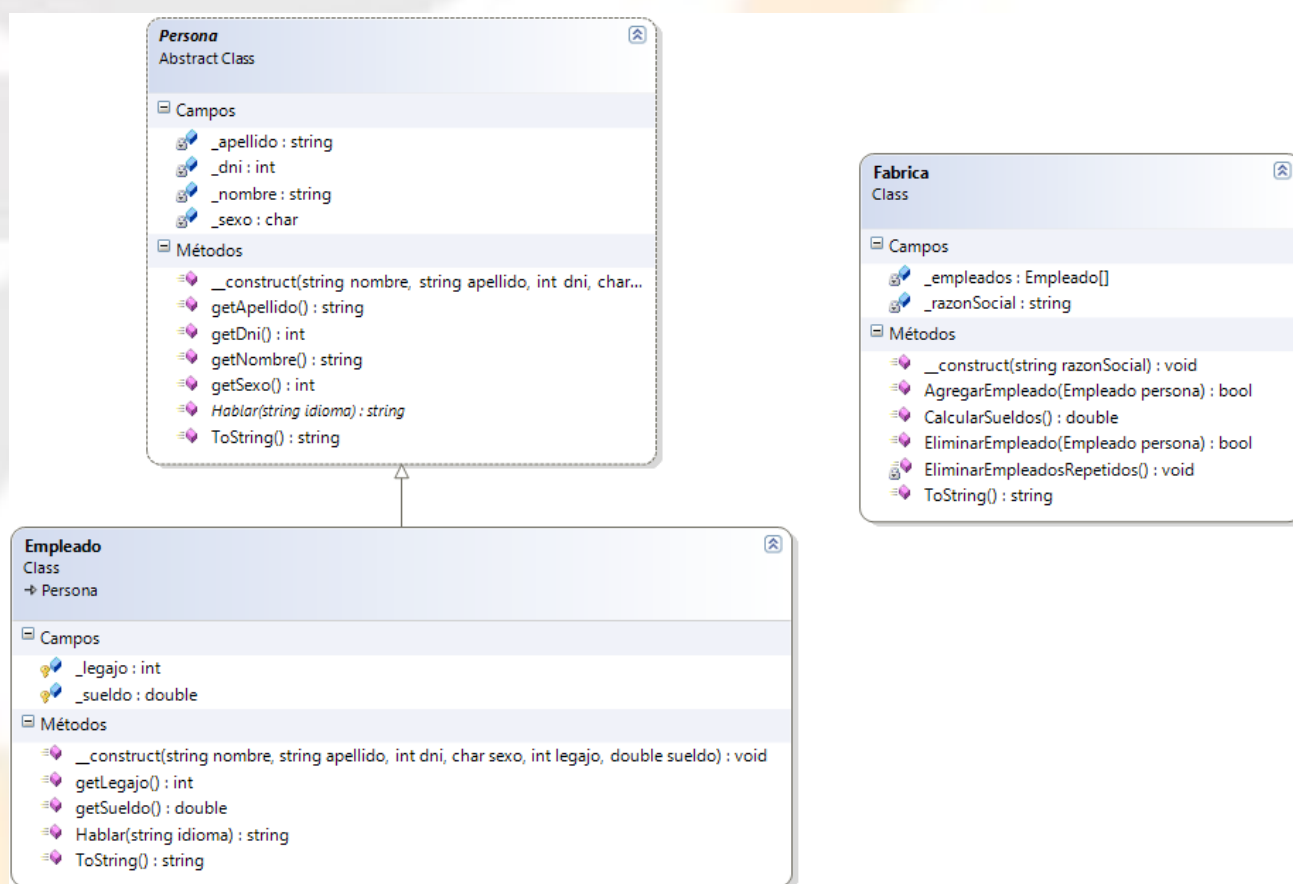 Persona
Abstract Class
Campos
_apellido : string
_dni : int
_nombre : string
_sexo : char
Métodos
__construct(string nombre, string apellido, int dni, char...
getApellido() : string
getDni() : int
getNombre() : string
getSexo() : int
Hablar(string idioma) : string
ToString() : string
Fabrica
Class
Campos
_empleados : Empleado[]
_razonSocial : string
Métodos
__construct(string razonSocial) : void
AgregarEmpleado(Empleado persona) : bool
CalcularSueldos() : double
EliminarEmpleado(Empleado persona) : bool
EliminarEmpleadosRepetidos() : void
ToString() : string
Empleado
Class
Persona
Campos
_legajo : int
_sueldo : double
Métodos
__construct(string nombre, string apellido, int dni, char sexo, int legajo, double sueldo) : void
getLegajo() : int
getSueldo() : double
Hablar(string idioma) : string
ToString() : string